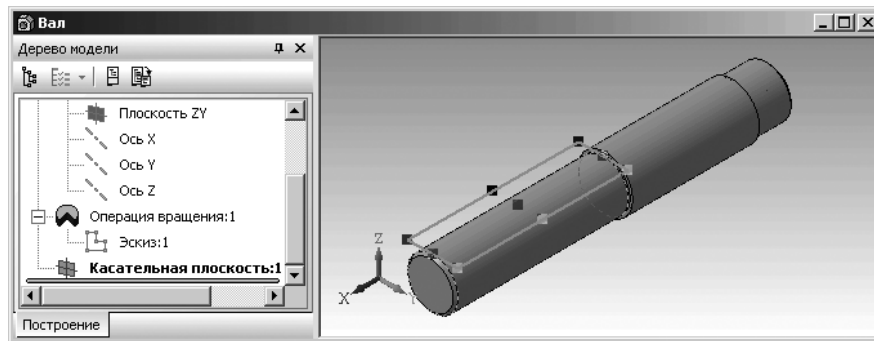 Вал
Дерево модели
Плоскость ZY
Ось X
Ось Y
Ось Z
Операция вращения:1
Эскиз:1
Касательная плоскость:1
Построение
Z
X
Y